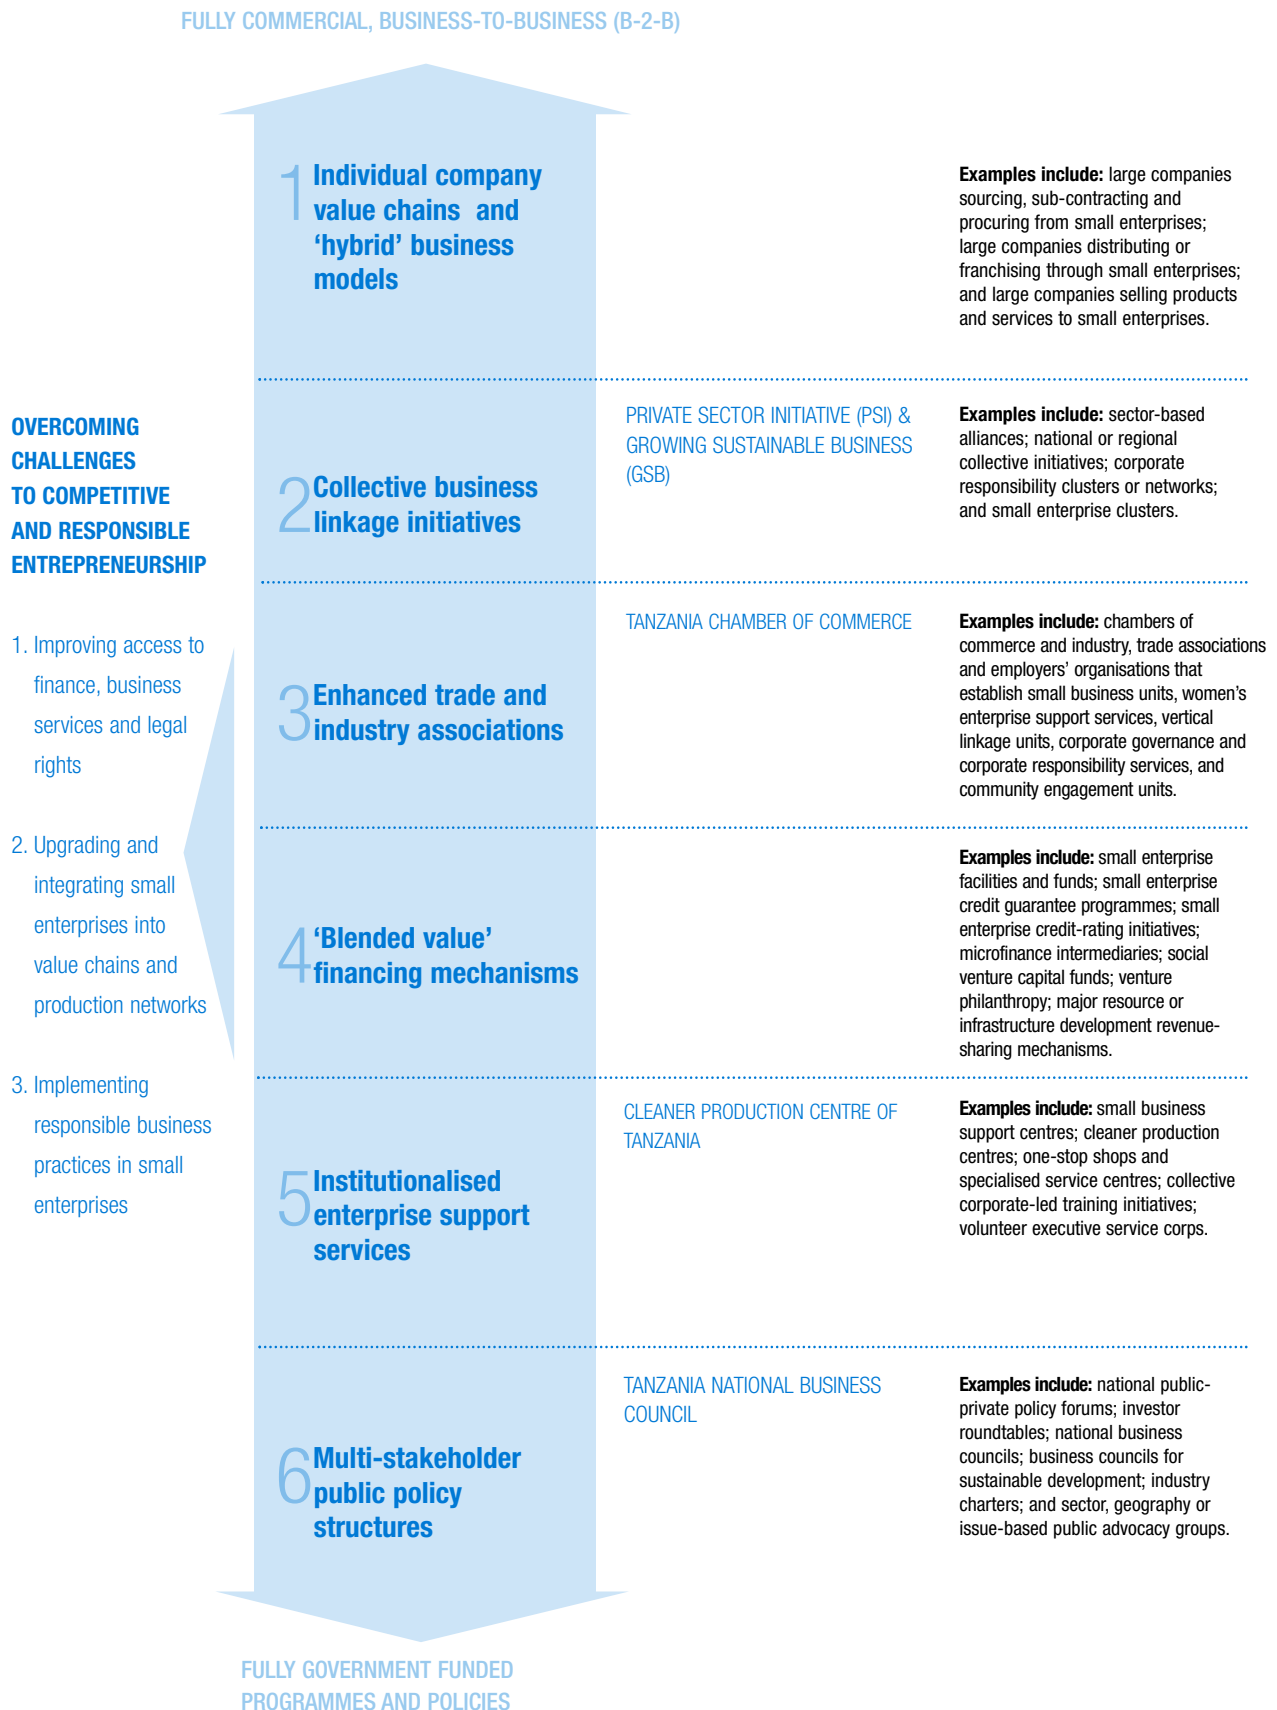 FULLY COMMERCIAL, BUSINESS-TO-BUSINESS (B-2-B)
OVERCOMING
CHALLENGES
TO COMPETITIVE
AND RESPONSIBLE
ENTREPRENEURSHIP
1. Improving access to
finance, business
services and legal
rights
2. Upgrading and
integrating small
enterprises into
value chains and
production networks
3. Implementing
responsible business
practices in small
enterprises
1 Individual company
value chains and
‘hybrid’ business
models
Examples include: large companies
sourcing, sub-contracting and
procuring from small enterprises;
large companies distributing or
franchising through small enterprises;
and large companies selling products
and services to small enterprises.
2 Collective business
linkage initiatives
PRIVATE SECTOR INITIATIVE (PSI) &
GROWING SUSTAINABLE BUSINESS
(GSB)
Examples include: sector-based
alliances; national or regional
collective initiatives; corporate
responsibility clusters or networks;
and small enterprise clusters.
3 Enhanced trade and
industry associations
TANZANIA CHAMBER OF COMMERCE
Examples include: chambers of
commerce and industry, trade associations
and employers’ organisations that
establish small business units, women’s
enterprise support services, vertical
linkage units, corporate governance and
corporate responsibility services, and
community engagement units.
4 ‘Blended value’
financing mechanisms
Examples include: small enterprise
facilities and funds; small enterprise
credit guarantee programmes; small
enterprise credit-rating initiatives;
microfinance intermediaries; social
venture capital funds; venture
philanthropy; major resource or
infrastructure development revenue-
sharing mechanisms.
5 Institutionalised
enterprise support
services
CLEANER PRODUCTION CENTRE OF
TANZANIA
Examples include: small business
support centres; cleaner production
centres; one-stop shops and
specialised service centres; collective
corporate-led training initiatives;
volunteer executive service corps.
6 Multi-stakeholder
public policy
structures
TANZANIA NATIONAL BUSINESS
COUNCIL
Examples include: national public-
private policy forums; investor
roundtables; national business
councils; business councils for
sustainable development; industry
charters; and sector, geography or
issue-based public advocacy groups.
FULLY GOVERNMENT FUNDED
PROGRAMMES AND POLICIES